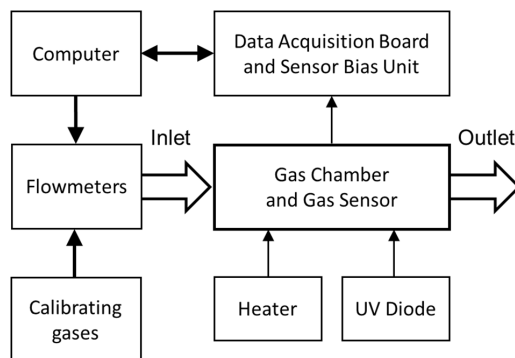 Computer
Data Acquisition Board
and Sensor Bias Unit
Inlet
Outlet
Flowmeters
Gas Chamber
and Gas Sensor
Calibrating
gases
Heater
UV Diode